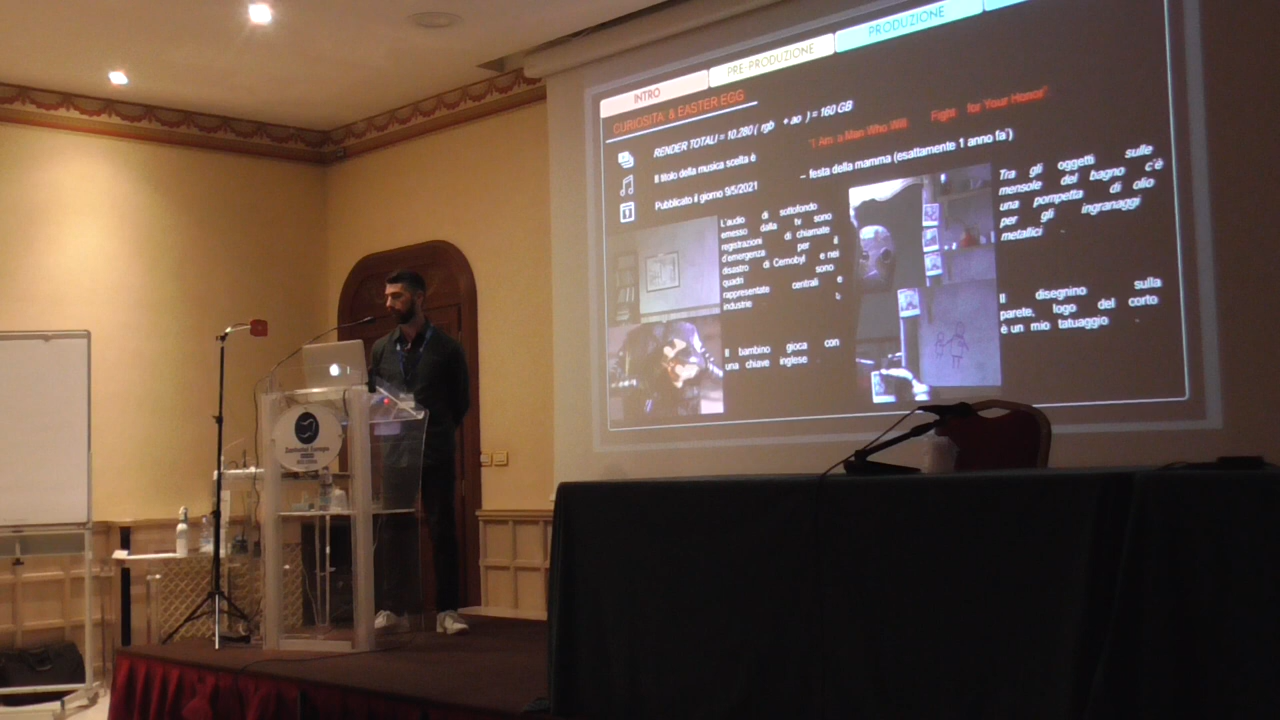 INTRO
PRE-PRODUZIONE
PRODUZIONE
CURIOSITA' & EASTER EGG
RENDER TOTALI = 10.280 ( rgb + ao ) = 160 GB
Il titolo della musica scelta è "I Am a Man Who Will Fight for Your Honor"
Pubblicato il giorno 9/5/2021 – festa della mamma (esattamente 1 anno fa')
L'audio di sottofondo
emesso dalla tv sono
registrazioni di chiamate
d'emergenza per il
disastro di Cernobyl e nei
quadri sono
rappresentate centrali e
industrie
Il bambino gioca con
una chiave inglese
Tra gli oggetti sulle
mensole del bagno c'è
una pompetta di olio
per gli ingranaggi
metallici
Il disegnino sulla
parete, logo del corto
è un mio tatuaggio